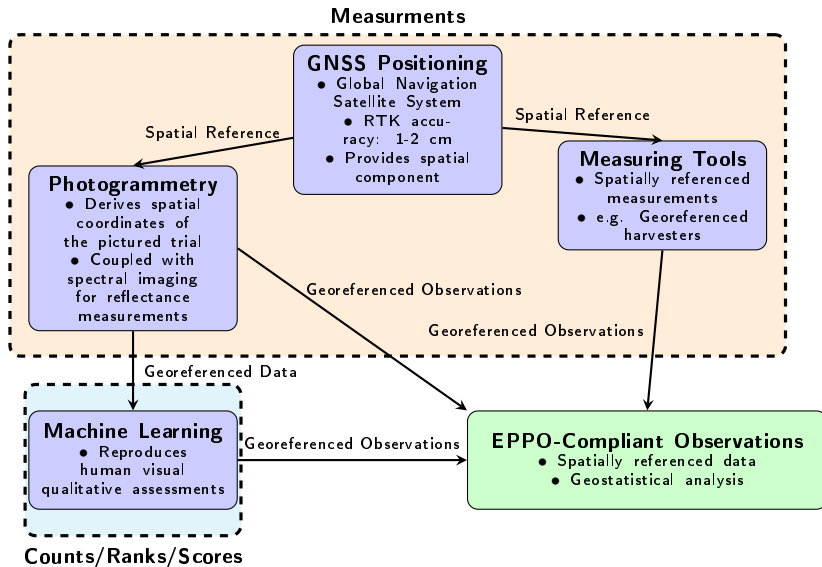 Measurments
GNSS Positioning
● Global Navigation
Satellite System
● RTK accu-
racy: 1-2 cm
● Provides spatial
component
Spatial Reference
Spatial Reference
Measuring Tools
● Spatially referenced
measurements
● e.g. Georeferenced
harvesters
Photogrammetry
● Derives spatial
coordinates of
the pictured trial
● Coupled with
spectral imaging
for reflectance
measurements
Georeferenced Observations
Georeferenced Observations
Georeferenced Data
Machine Learning
● Reproduces
human visual
qualitative assessments
Georeferenced Observations
EPPO-Compliant Observations
● Spatially referenced data
● Geostatistical analysis
Counts/Ranks/Scores